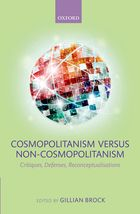 OXFORD
COSMOPOLITANISM VERSUS
NON-COSMOPOLITANISM
Critiques, Defenses, Reconceptualizations
EDITED BY GILLIAN BROCK